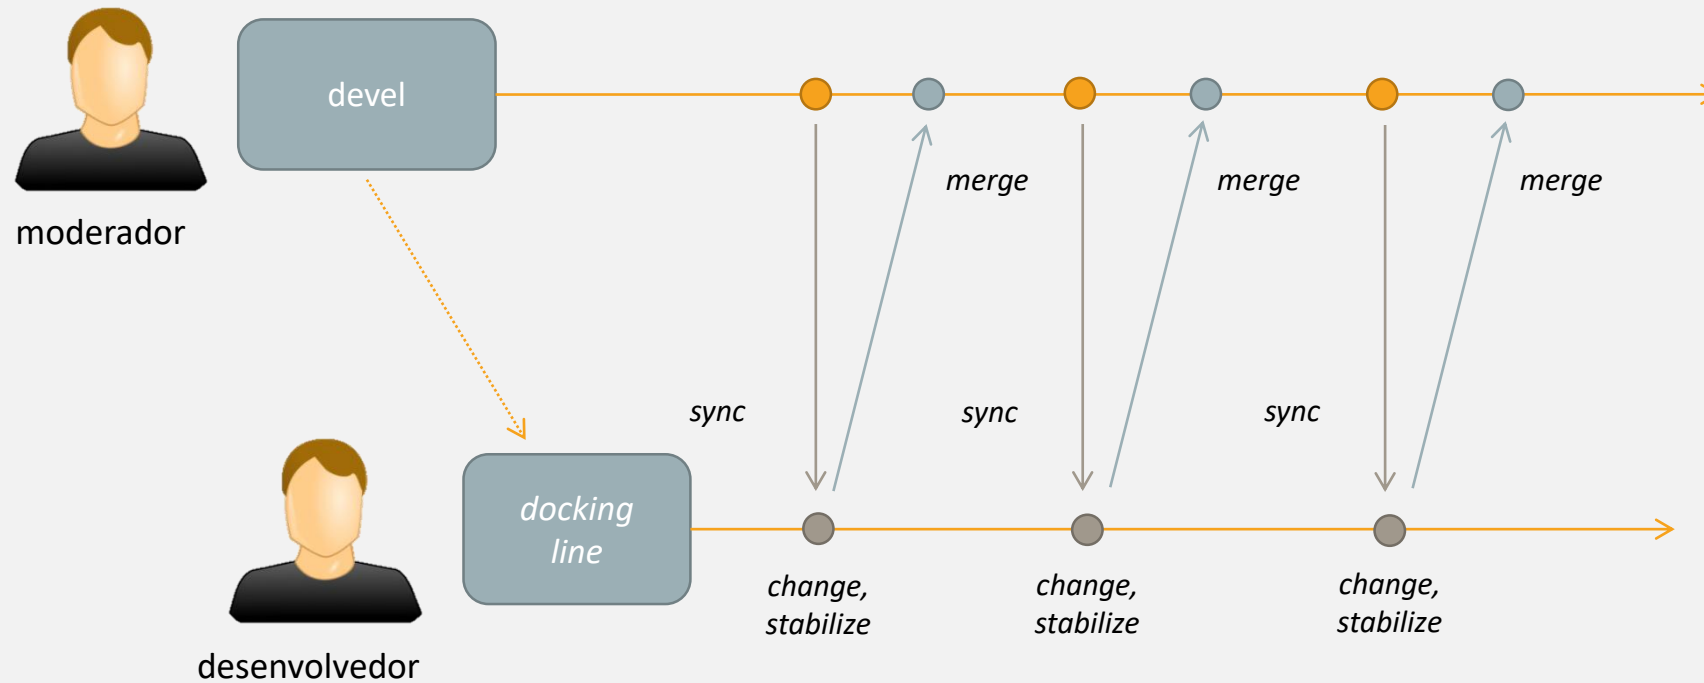 devel
moderador
merge
merge
merge
sync
sync
sync
docking
line
change,
stabilize
change,
stabilize
change,
stabilize
desenvolvedor